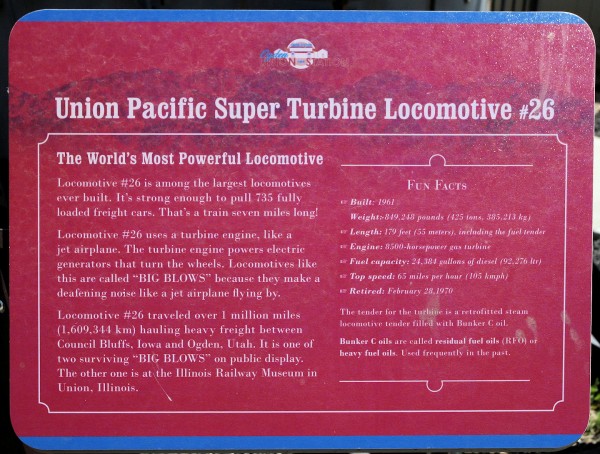 Union Pacific Super Turbine Locomotive #26
The World's Most Powerful Locomotive
Locomotive #26 is among the largest locomotives
ever built. It's strong enough to pull 735 fully
loaded freight cars. That's a train seven miles long!
Locomotive #26 uses a turbine engine, like a
jet airplane. The turbine engine powers electric
generators that turn the wheels. Locomotives like
this are called "BIG BLOWS" because they make a
deafening noise like a jet airplane flying by.
Locomotive #26 traveled over 1 million miles
(1,609,344 km) hauling heavy freight between
Council Bluffs, Iowa and Ogden, Utah. It is one of
two surviving "BIG BLOWS" on public display.
The other one is at the Illinois Railway Museum in
Union, Illinois.
FUN FACTS
Built: 1961
Weight: 849,248 pounds (425 tons, 385,213 kg)
Length: 179 feet (55 meters), including the fuel tender
Engine: 8500-horsepower gas turbine
Fuel capacity: 24,384 gallons of diesel (92,276 ltr)
Top speed: 65 miles per hour (105 kmph)
Retired: February 28,1970
The tender for the turbine is a retrofitted steam
locomotive tender filled with Bunker C oil.
Bunker C oils are called residual fuel oils (RFO) or
heavy fuel oils. Used frequently in the past.